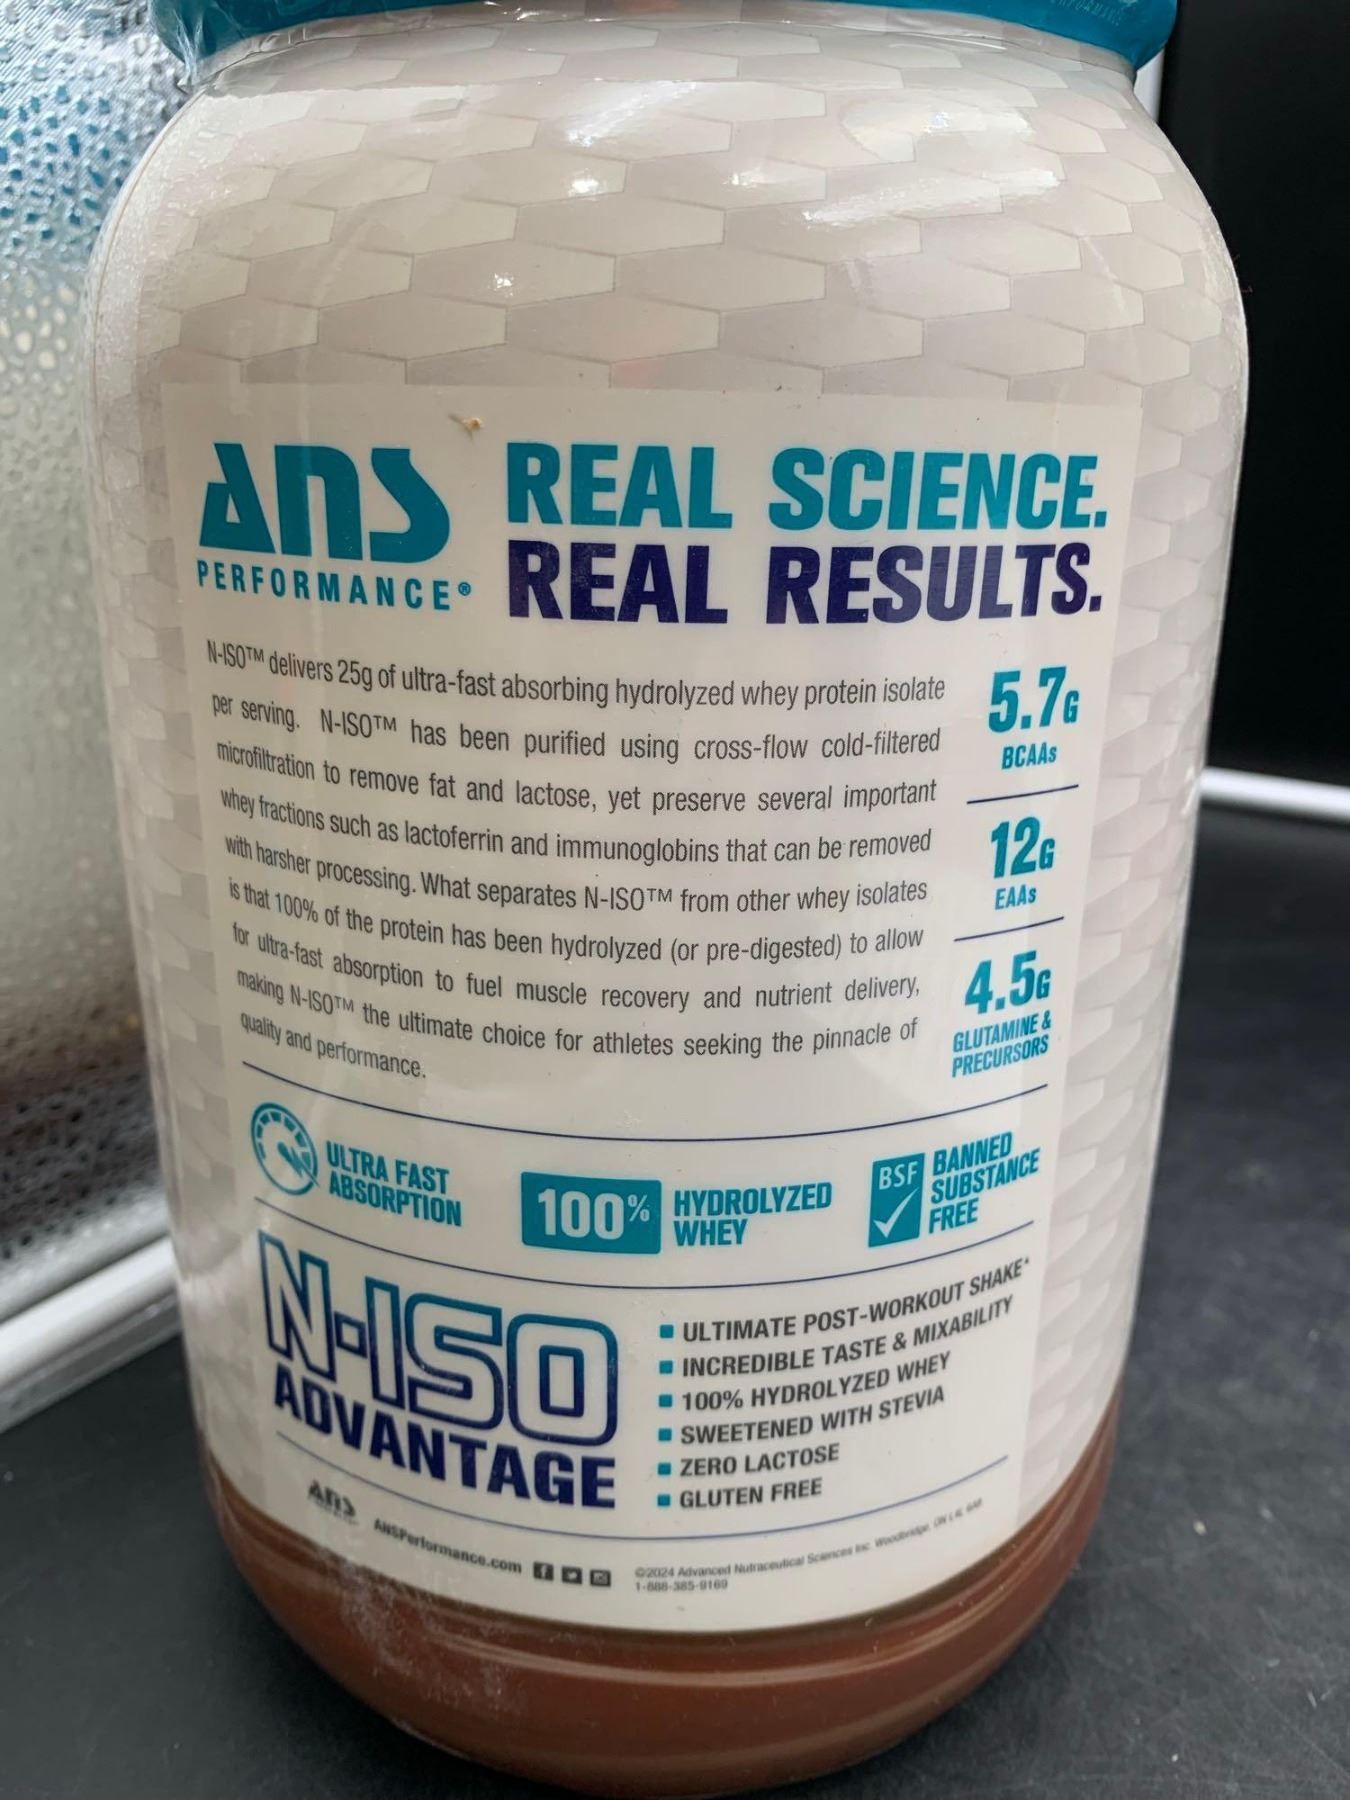 ANS
PERFORMANCE®
REAL SCIENCE.
REAL RESULTS.
N-ISO™ delivers 25g of ultra-fast absorbing hydrolyzed whey protein isolate
per serving. N-ISO™ has been purified using cross-flow cold-filtered
microfiltration to remove fat and lactose, yet preserve several important
whey fractions such as lactoferrin and immunoglobins that can be removed
with harsher processing. What separates N-ISO™ from other whey isolates
is that 100% of the protein has been hydrolyzed (or pre-digested) to allow
for ultra-fast absorption to fuel muscle recovery and nutrient delivery,
making N-ISO™ the ultimate choice for athletes seeking the pinnacle of
quality and performance.
5.7G
BCAAs
12G
EAAs
4.5G
GLUTAMINE &
PRECURSORS
ULTRA FAST
ABSORPTION
100%
HYDROLYZED
WHEY
BSF
BANNED
SUBSTANCE
FREE
N-ISO
ADVANTAGE
ULTIMATE POST-WORKOUT SHAKE*
INCREDIBLE TASTE & MIXABILITY
100% HYDROLYZED WHEY
SWEETENED WITH STEVIA
ZERO LACTOSE
GLUTEN FREE
ANS
ANSPerformance.com
©2024 Advanced Nutraceutical Sciences Inc. Woodbridge, ON L4L
1-888-385-9169